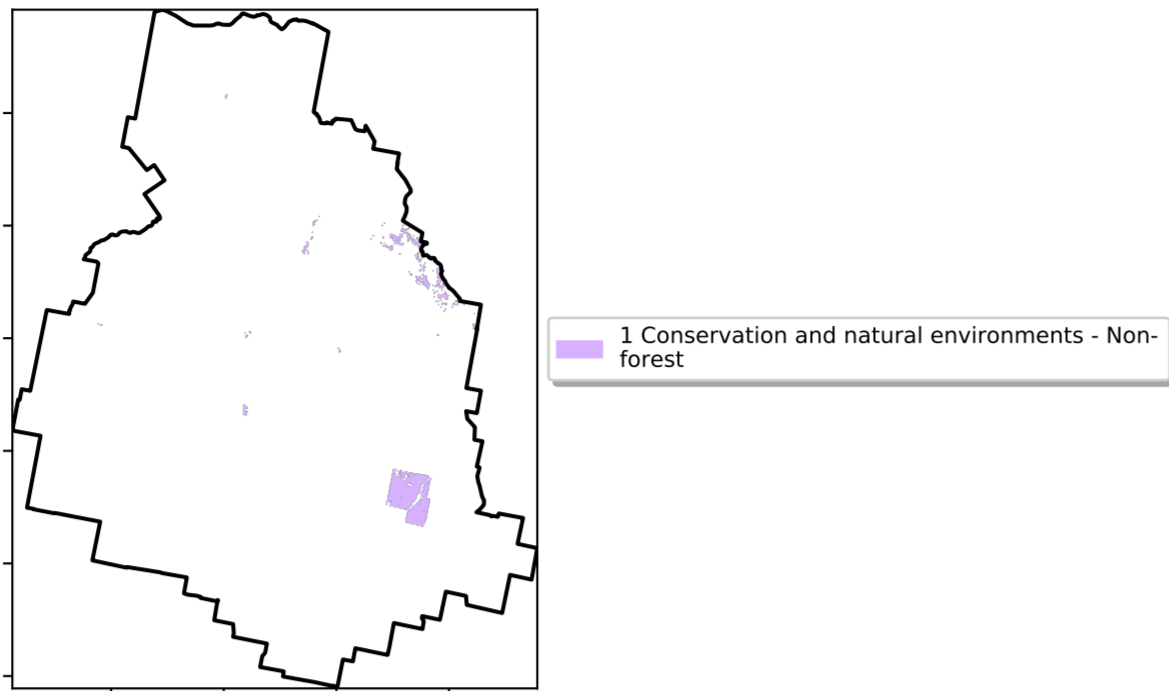 1 Conservation and natural environments - Non-
forest